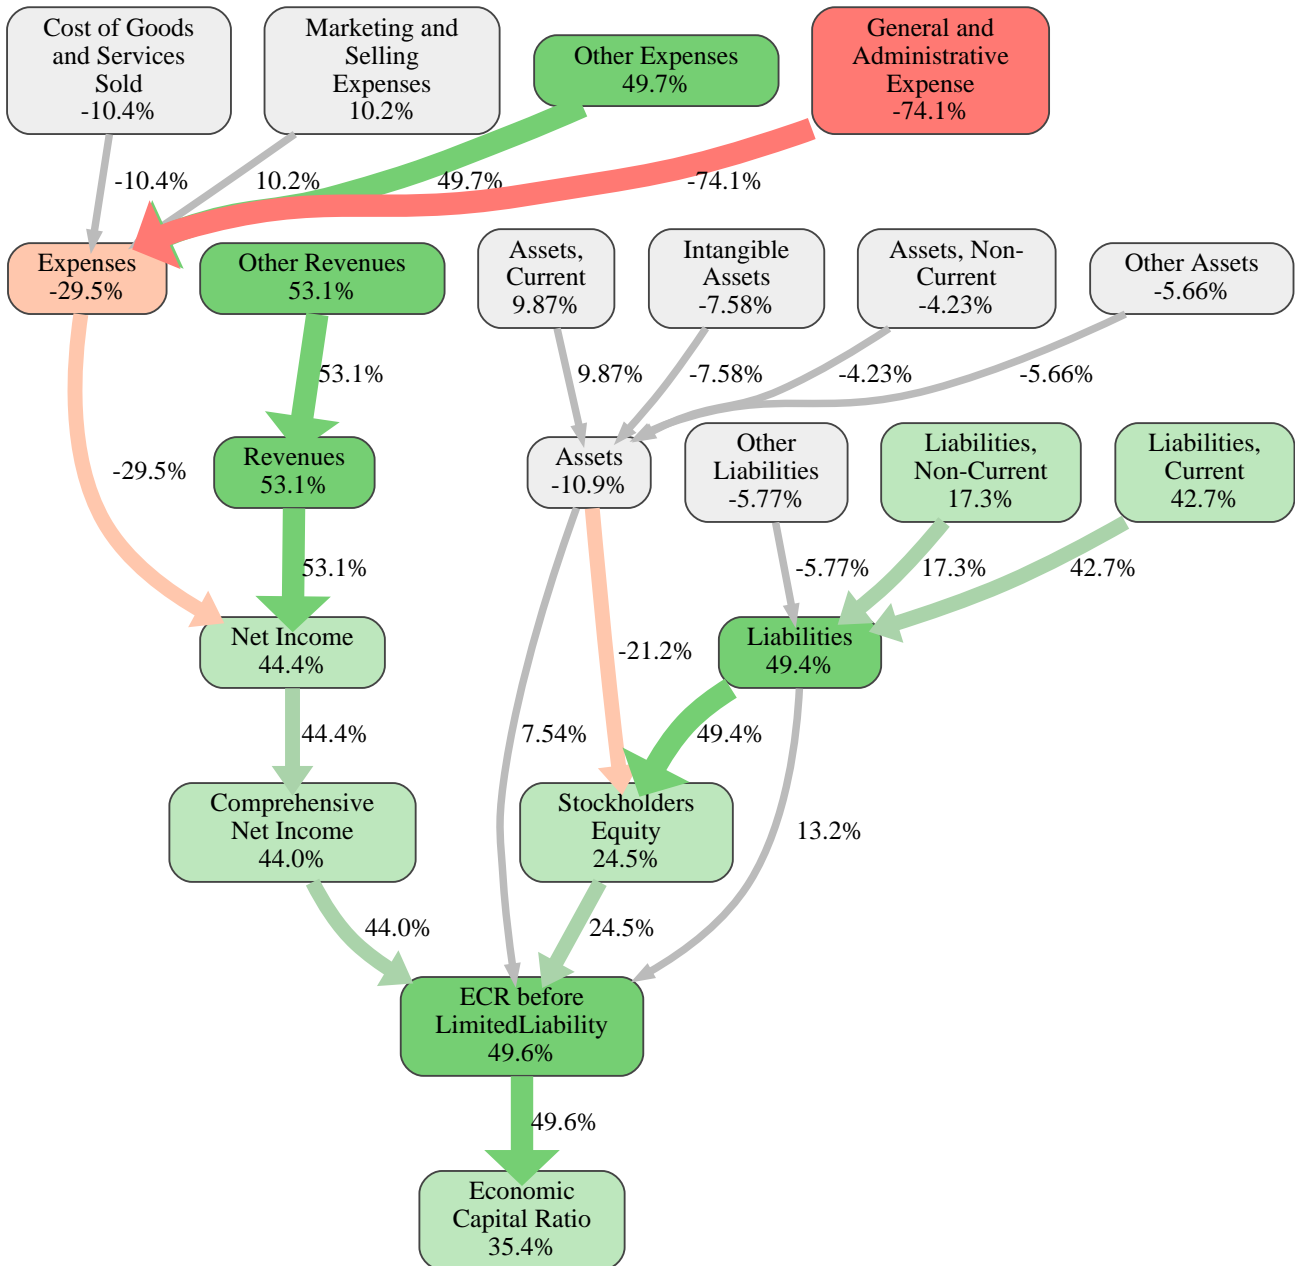 Cost of Goods
and Services
Sold
-10.4%
Marketing and
Selling
Expenses
10.2%
Other Expenses
49.7%
General and
Administrative
Expense
-74.1%
-10.4%
10.2%
49.7%
-74.1%
Expenses
-29.5%
Other Revenues
53.1%
Assets,
Current
9.87%
Intangible
Assets
-7.58%
Assets, Non-
Current
-4.23%
Other Assets
-5.66%
53.1%
9.87%
-7.58%
-4.23%
-5.66%
-29.5%
Revenues
53.1%
Assets
-10.9%
Other
Liabilities
-5.77%
Liabilities,
Non-Current
17.3%
Liabilities,
Current
42.7%
53.1%
-5.77%
17.3%
42.7%
Net Income
44.4%
-21.2%
Liabilities
49.4%
44.4%
7.54%
49.4%
Comprehensive
Net Income
44.0%
Stockholders
Equity
24.5%
13.2%
44.0%
24.5%
ECR before
LimitedLiability
49.6%
49.6%
Economic
Capital Ratio
35.4%